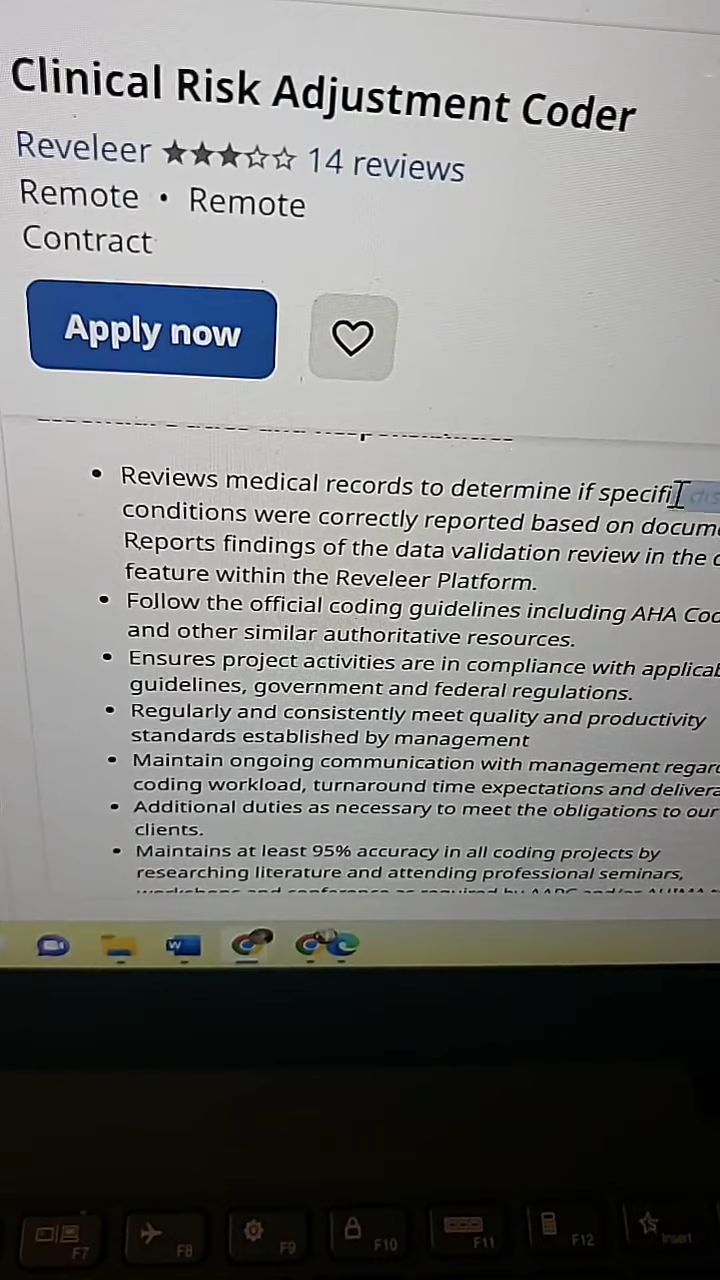 Clinical Risk Adjustment Coder
Reveleer ★★★☆☆ 14 reviews
Remote • Remote
Contract
Apply now
• Reviews medical records to determine if specifi
conditions were correctly reported based on docum
Reports findings of the data validation review in the
feature within the Reveleer Platform.
• Follow the official coding guidelines including AHA Cod
and other similar authoritative resources.
• Ensures project activities are in compliance with applicab
guidelines, government and federal regulations.
• Regularly and consistently meet quality and productivity
standards established by management
• Maintain ongoing communication with management regard
coding workload, turnaround time expectations and delivera
• Additional duties as necessary to meet the obligations to our
clients.
• Maintains at least 95% accuracy in all coding projects by
researching literature and attending professional seminars,
W
F7 F8 F9 F10 F11 F12 Insert